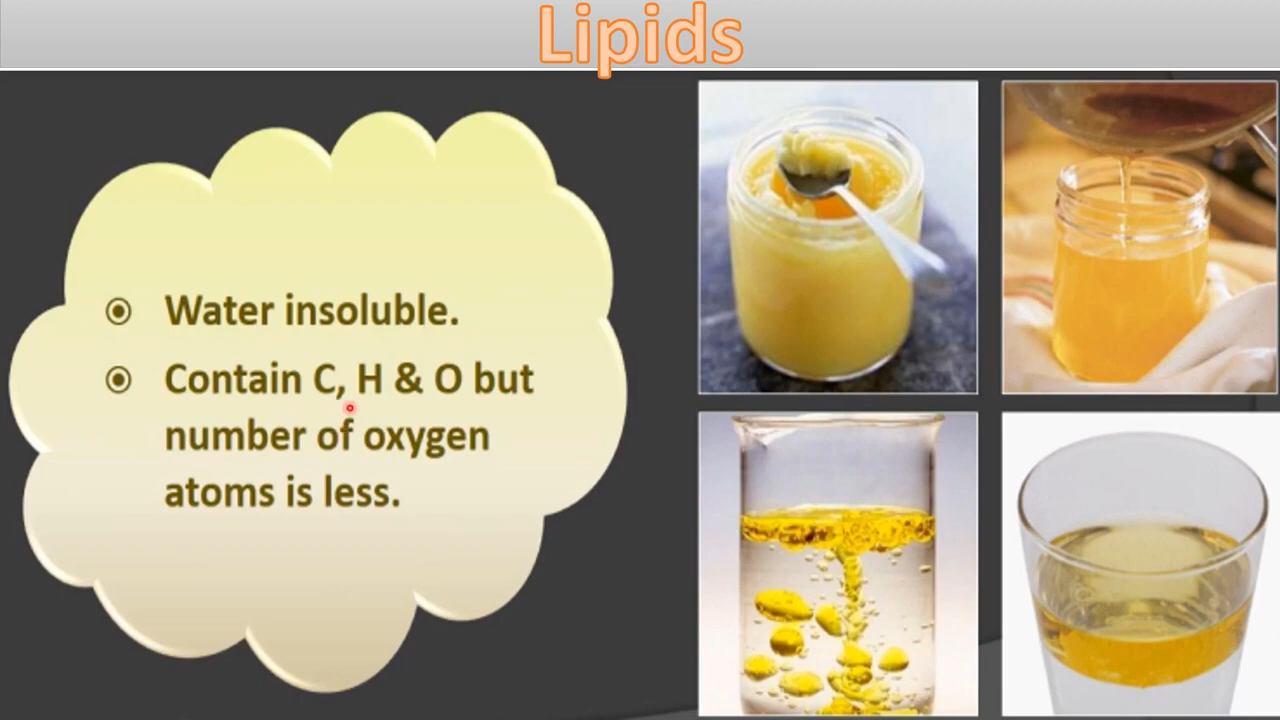 Lipids
Water insoluble.
Contain C, H & O but
number of oxygen
atoms is less.